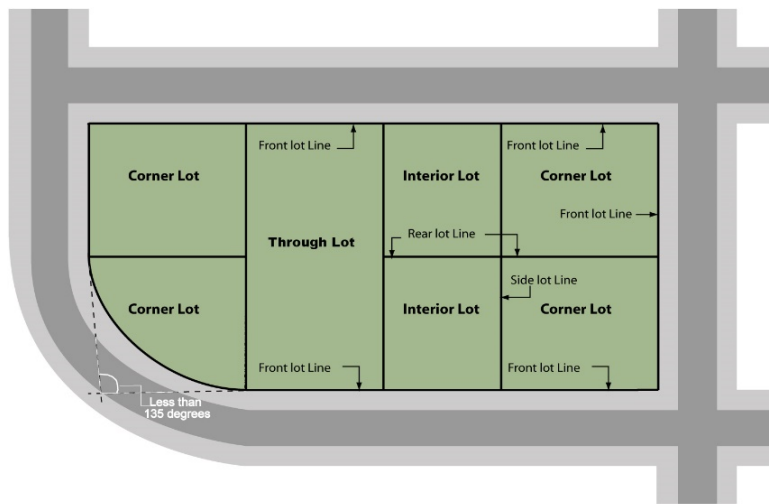 Front lot Line
Front lot Line
Corner Lot
Interior Lot
Corner Lot
Front lot Line
Rear lot Line
Through Lot
Side lot Line
Corner Lot
Interior Lot
Corner Lot
Front lot Line
Front lot Line
Less than
135 degrees